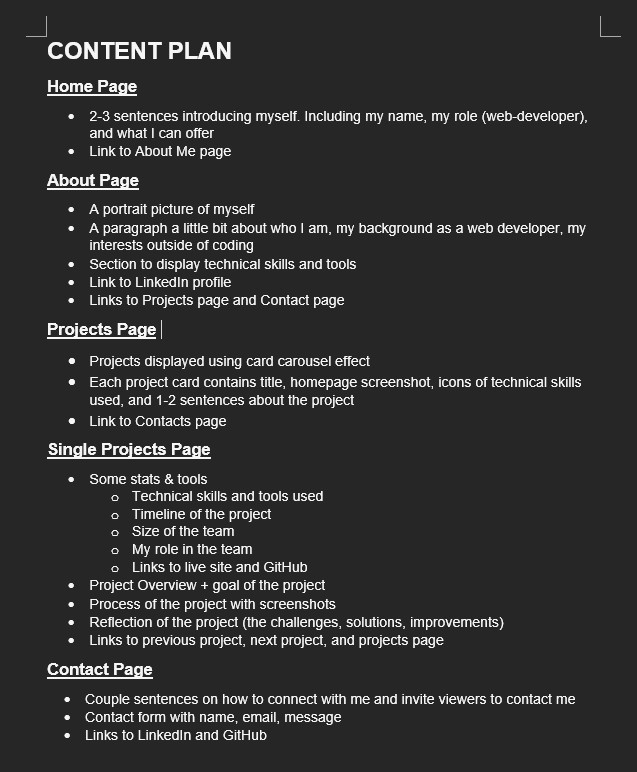 CONTENT PLAN
Home Page
• 2-3 sentences introducing myself. Including my name, my role (web-developer),
and what I can offer
• Link to About Me page
About Page
• A portrait picture of myself
• A paragraph a little bit about who I am, my background as a web developer, my
interests outside of coding
• Section to display technical skills and tools
• Link to LinkedIn profile
• Links to Projects page and Contact page
Projects Page
• Projects displayed using card carousel effect
• Each project card contains title, homepage screenshot, icons of technical skills
used, and 1-2 sentences about the project
• Link to Contacts page
Single Projects Page
• Some stats & tools
o Technical skills and tools used
o Timeline of the project
o Size of the team
o My role in the team
o Links to live site and GitHub
• Project Overview + goal of the project
• Process of the project with screenshots
• Reflection of the project (the challenges, solutions, improvements)
• Links to previous project, next project, and projects page
Contact Page
• Couple sentences on how to connect with me and invite viewers to contact me
• Contact form with name, email, message
• Links to LinkedIn and GitHub